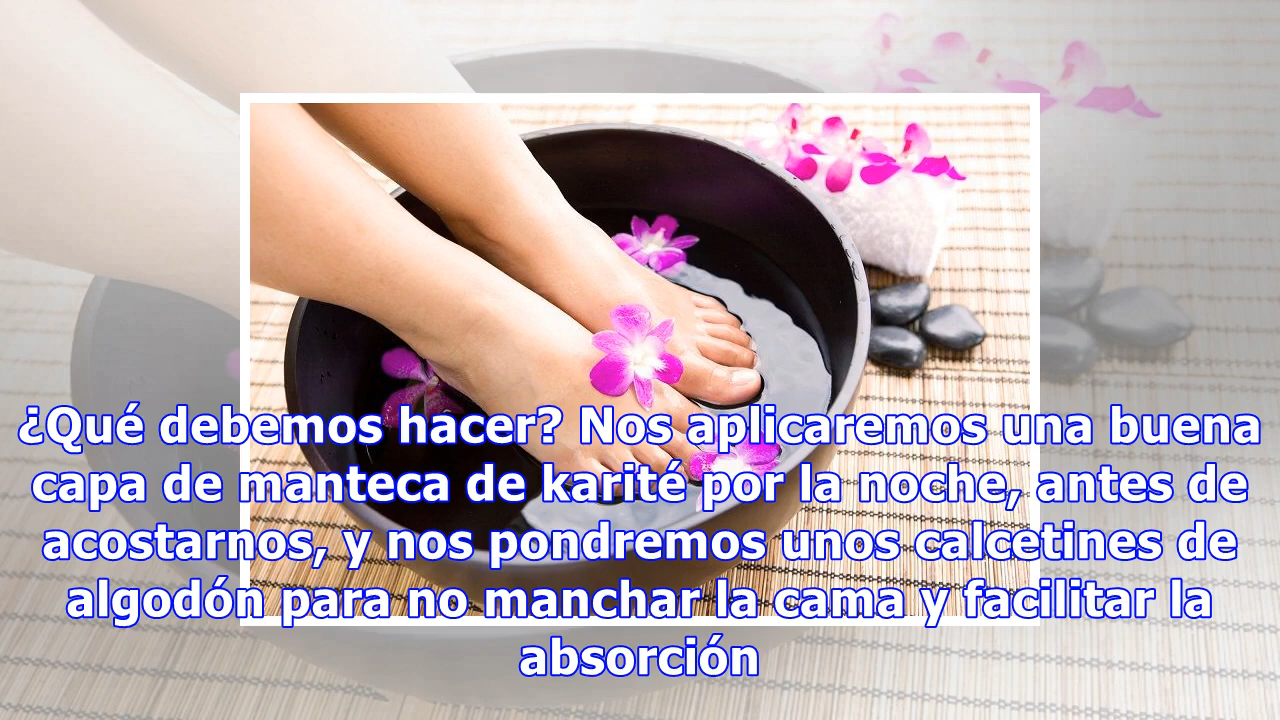 ¿Qué debemos hacer? Nos aplicaremos una buena
capa de manteca de karité por la noche, antes de
acostarnos, y nos pondremos unos calcetines de
algodón para no manchar la cama y facilitar la
absorción